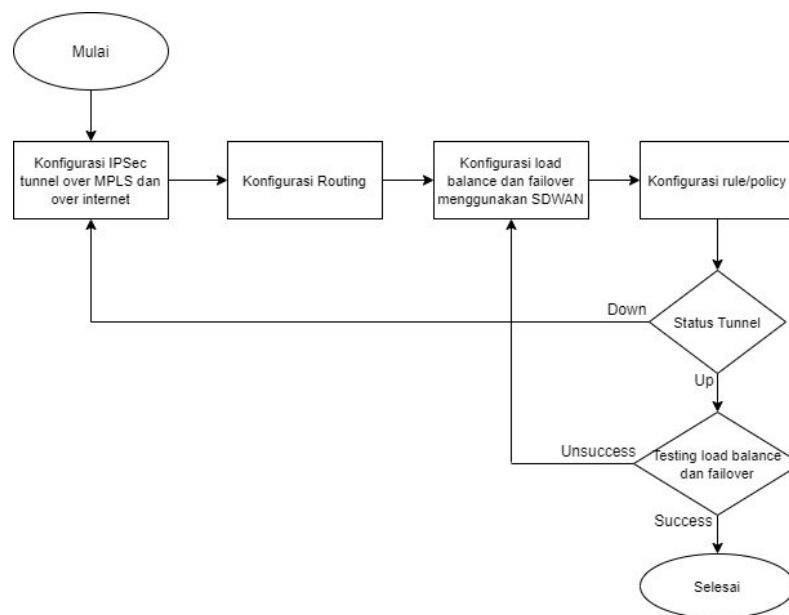 Mulai
Konfigurasi IPSec
tunnel over MPLS dan
over internet
Konfigurasi Routing
Konfigurasi load
balance dan failover
menggunakan SDWAN
Konfigurasi rule/policy
Down
Status Tunnel
Up
Unsuccess
Testing load balance
dan failover
Success
Selesai